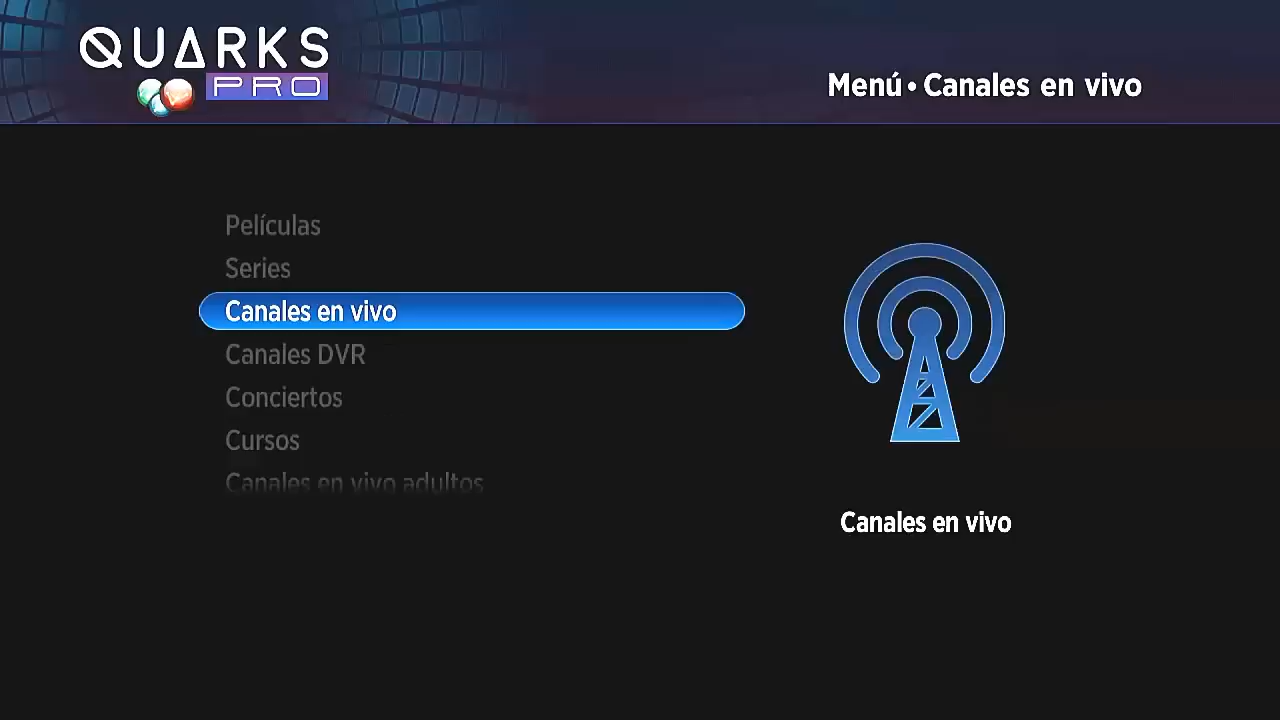 QUARKS
PRO
Menú • Canales en vivo
Películas
Series
Canales en vivo
Canales DVR
Conciertos
Cursos
Canales en vivo adultos
Canales en vivo